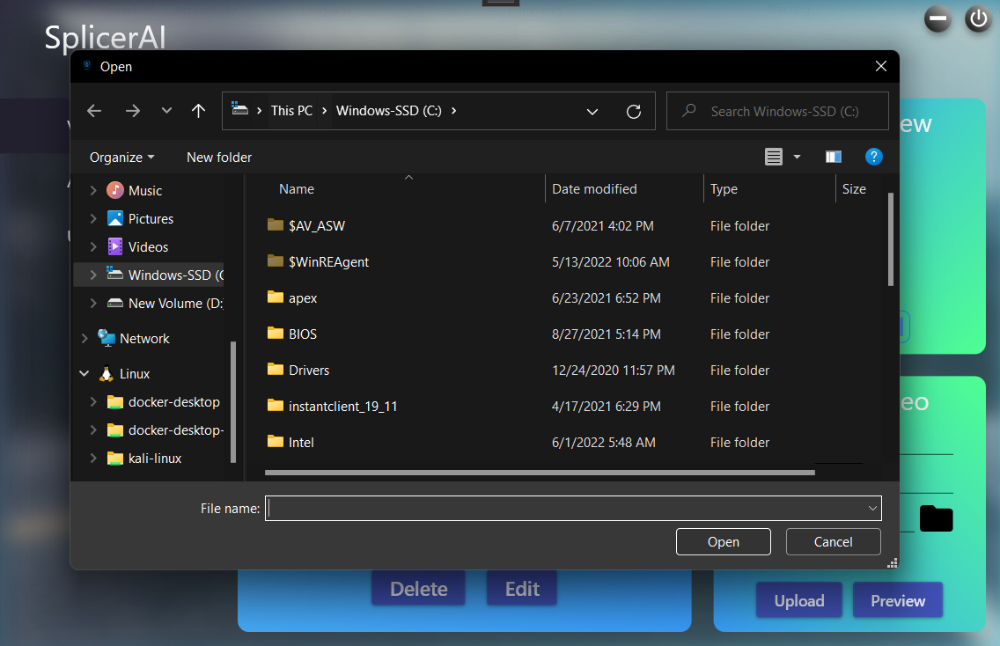 SplicerAI
Open
This PC > Windows-SSD (C:) >
Search Windows-SSD (C:)
ew
Organize
New folder
?
Name
Date modified
Type
Size
Music
Pictures
Videos
Windows-SSD (C
New Volume (D:
Network
Linux
docker-desktop
docker-desktop-
kali-linux
$AV_ASW 6/7/2021 4:02 PM File folder
$WinREAgent 5/13/2022 10:06 AM File folder
apex 6/23/2021 6:52 PM File folder
BIOS 8/27/2021 5:14 PM File folder
Drivers 12/24/2020 11:57 PM File folder
instantclient_19_11 4/17/2021 6:29 PM File folder
Intel 6/1/2022 5:48 AM File folder
eo
File name:
Open
Cancel
Delete
Edit
Upload
Preview